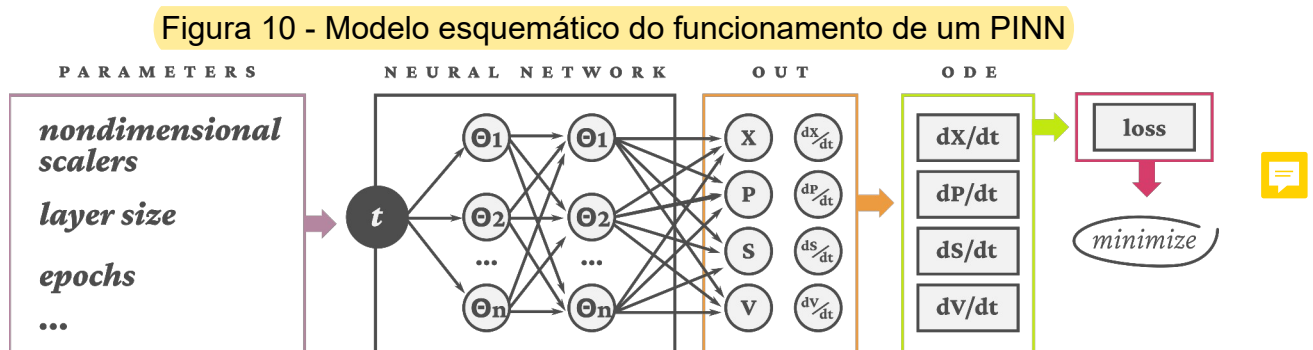 Figura 10 - Modelo esquemático do funcionamento de um PINN
PARAMETERS
NEURAL NETWORK
OUT
ODE
nondimensional
scalers
layer size
epochs
...
t
Θ1
Θ2
...
Θn
Θ1
Θ2
...
Θn
X
P
S
V
dX/dt
dP/dt
dS/dt
dV/dt
dX/dt
dP/dt
dS/dt
dV/dt
loss
minimize